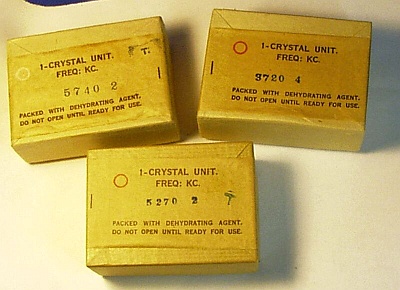 1-CRYSTAL UNIT.
FREQ: KC.
5740 2
T.
PACKED WITH DEHYDRATING AGENT.
DO NOT OPEN UNTIL READY FOR USE.
1-CRYSTAL UNIT.
FREQ: KC.
3720 4
PACKED WITH DEHYDRATING AGENT.
DO NOT OPEN UNTIL READY FOR USE.
1-CRYSTAL UNIT.
FREQ: KC.
5270 2
PACKED WITH DEHYDRATING AGENT.
DO NOT OPEN UNTIL READY FOR USE.